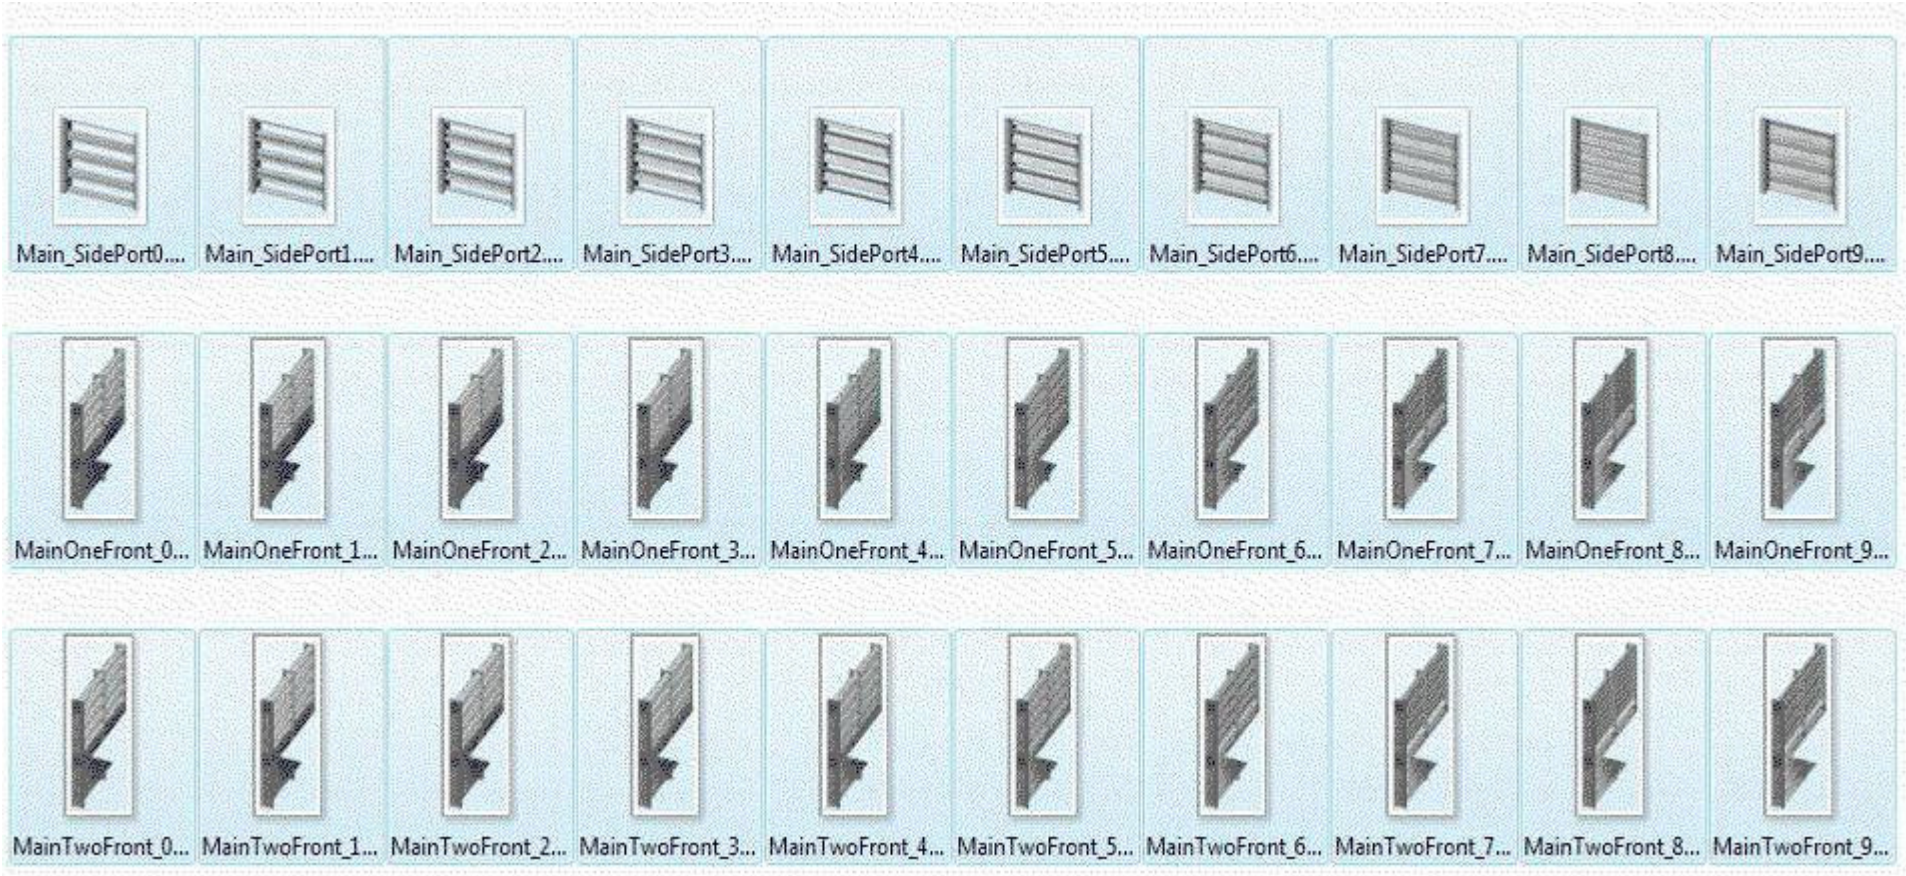 Main_SidePort0.... Main_SidePort1.... Main_SidePort2.... Main_SidePort3.... Main_SidePort4.... Main_SidePort5.... Main_SidePort6.... Main_SidePort7.... Main_SidePort8.... Main_SidePort9....
MainOneFront_0... MainOneFront_1... MainOneFront_2... MainOneFront_3... MainOneFront_4... MainOneFront_5... MainOneFront_6... MainOneFront_7... MainOneFront_8... MainOneFront_9...
MainTwoFront_0... MainTwoFront_1... MainTwoFront_2... MainTwoFront_3... MainTwoFront_4... MainTwoFront_5... MainTwoFront_6... MainTwoFront_7... MainTwoFront_8... MainTwoFront_9...